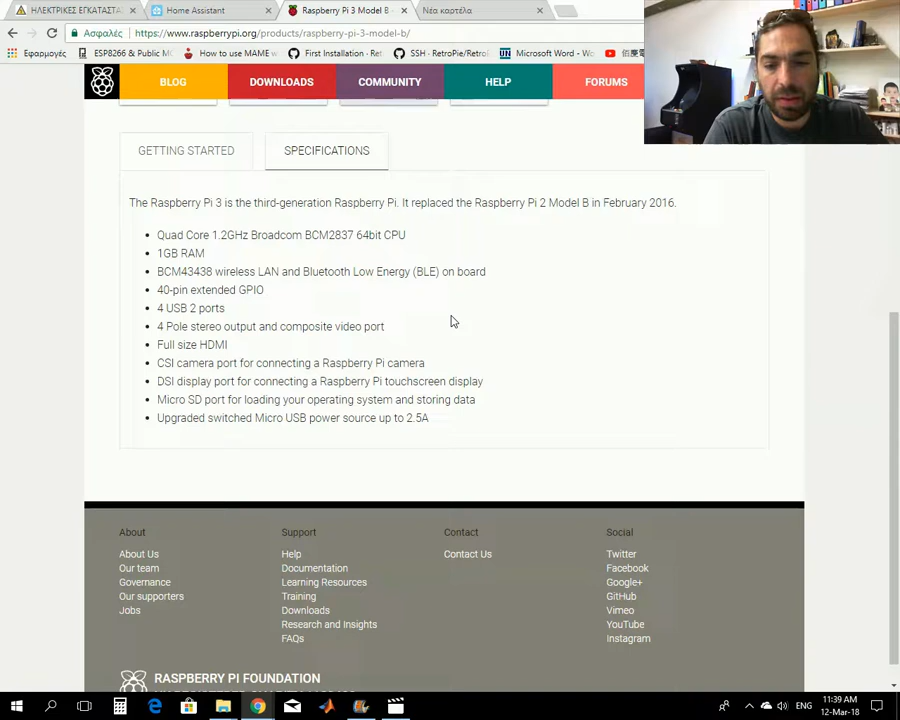 ΗΛΕΚΤΡΙΚΕΣ ΕΓΚΑΤΑΣΤΑ
Home Assistant
Raspberry Pi 3 Model B -
Νέα καρτέλα
Ασφαλές
https://www.raspberrypi.org/products/raspberry-pi-3-model-b/
Εφαρμογές
ESP8266 & Public M
How to use MAME w
First Installation - Re
SSH - RetroPie/Retro
Microsoft Word - Wo
BLOG
DOWNLOADS
COMMUNITY
HELP
FORUMS
GETTING STARTED
SPECIFICATIONS
The Raspberry Pi 3 is the third-generation Raspberry Pi. It replaced the Raspberry Pi 2 Model B in February 2016.
• Quad Core 1.2GHz Broadcom BCM2837 64bit CPU
• 1GB RAM
• BCM43438 wireless LAN and Bluetooth Low Energy (BLE) on board
• 40-pin extended GPIO
• 4 USB 2 ports
• 4 Pole stereo output and composite video port
• Full size HDMI
• CSI camera port for connecting a Raspberry Pi camera
• DSI display port for connecting a Raspberry Pi touchscreen display
• Micro SD port for loading your operating system and storing data
• Upgraded switched Micro USB power source up to 2.5A
About
About Us
Our team
Governance
Our supporters
Jobs
Support
Help
Documentation
Learning Resources
Training
Downloads
Research and Insights
FAQs
Contact
Contact Us
Social
Twitter
Facebook
Google+
GitHub
Vimeo
YouTube
Instagram
RASPBERRY PI FOUNDATION
ENG
11:39 AM
12-Mar-18